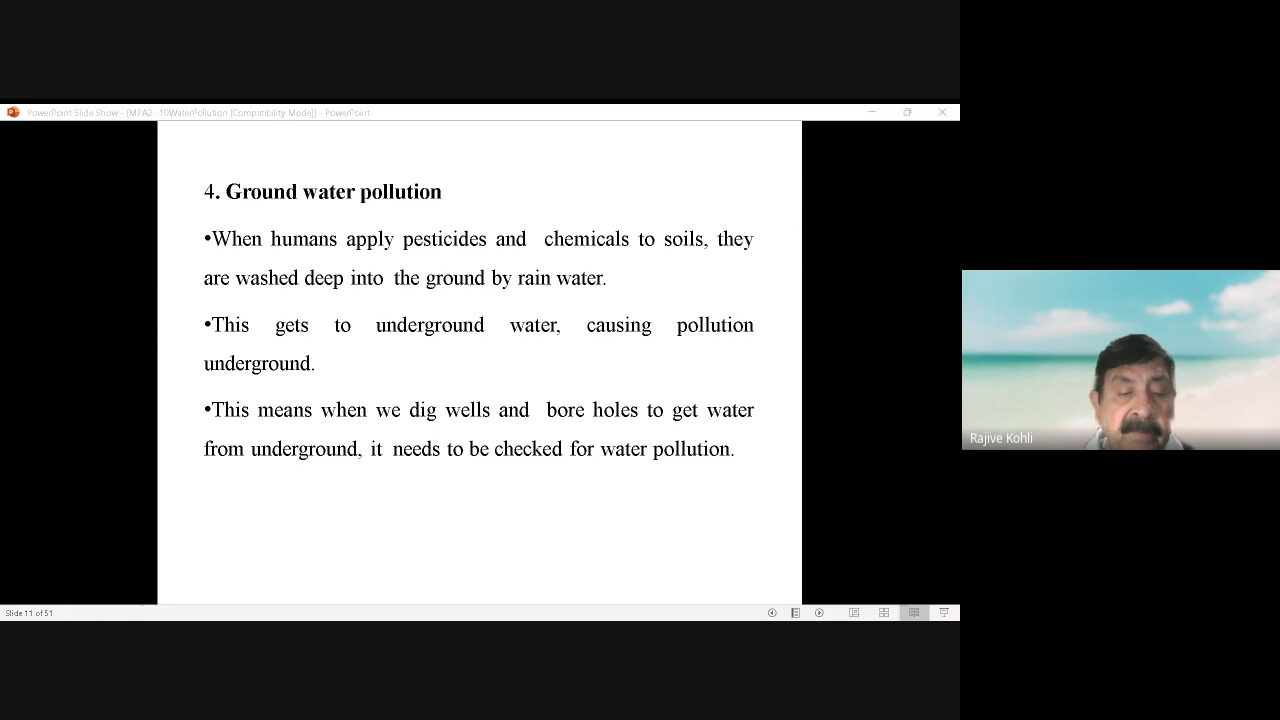 PowerPoint Slide Show - [MPA2- 10WaterPollution [Compatibility Mode]] - PowerPoint
4. Ground water pollution
•When humans apply pesticides and chemicals to soils, they
are washed deep into the ground by rain water.
•This gets to underground water, causing pollution
underground.
•This means when we dig wells and bore holes to get water
from underground, it needs to be checked for water pollution.
Rajive Kohli
Slide 11 of 51